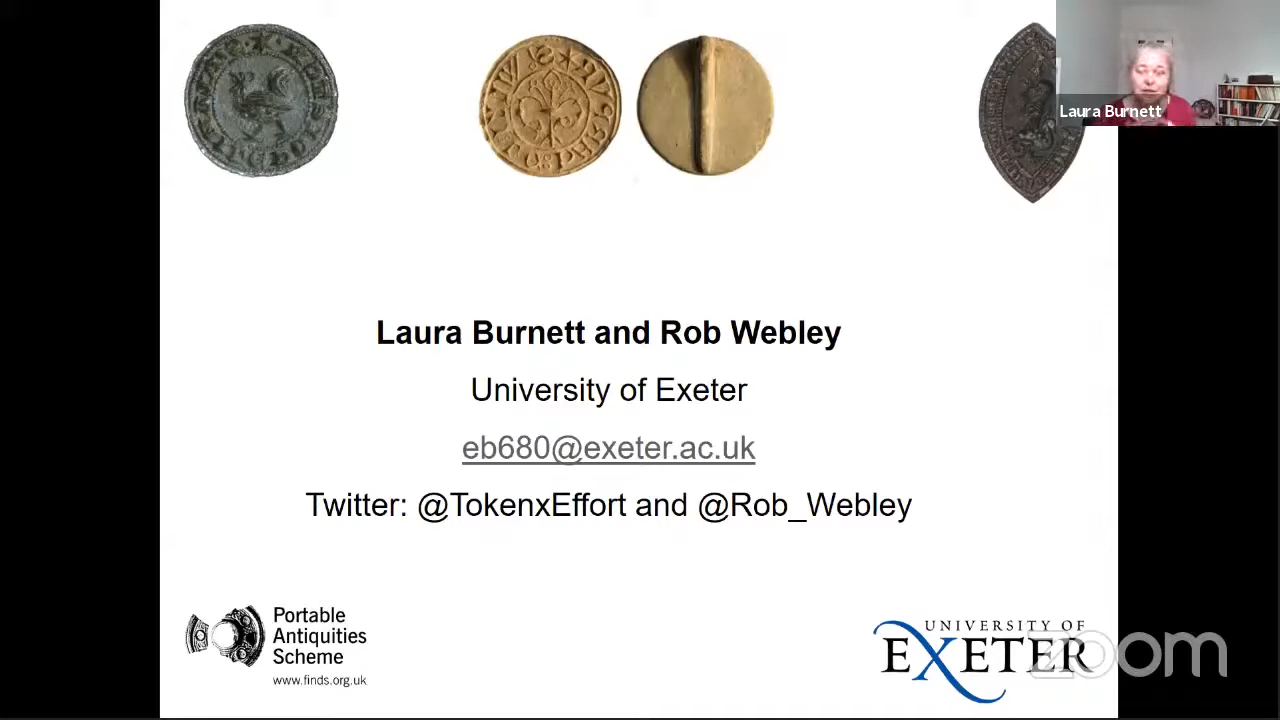 Laura Burnett
Laura Burnett and Rob Webley
University of Exeter
eb680@exeter.ac.uk
Twitter: @TokenxEffort and @Rob_Webley
Portable
Antiquities
Scheme
www.finds.org.uk
UNIVERSITY OF
EXETER
zoom